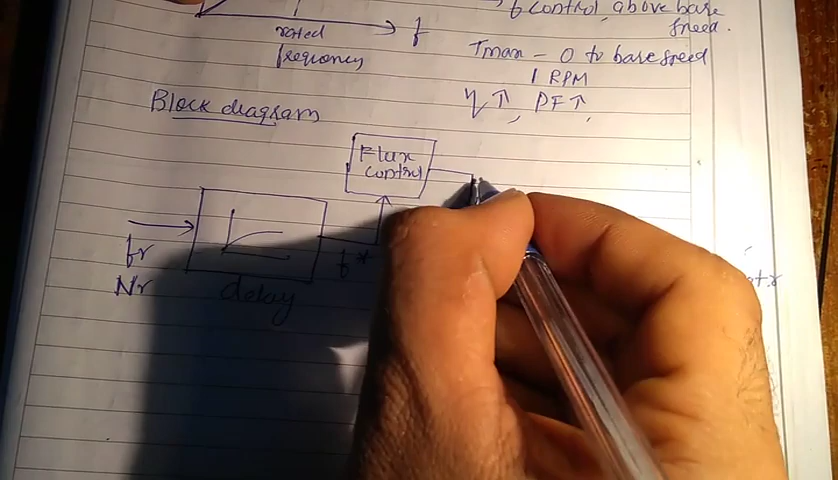 rated
frequency
f
f control, above base
speed.
Tmax - 0 to base speed
1 RPM
η↑, PF↑,
Block diagram
Flux
control
fr
Nr
f*
delay